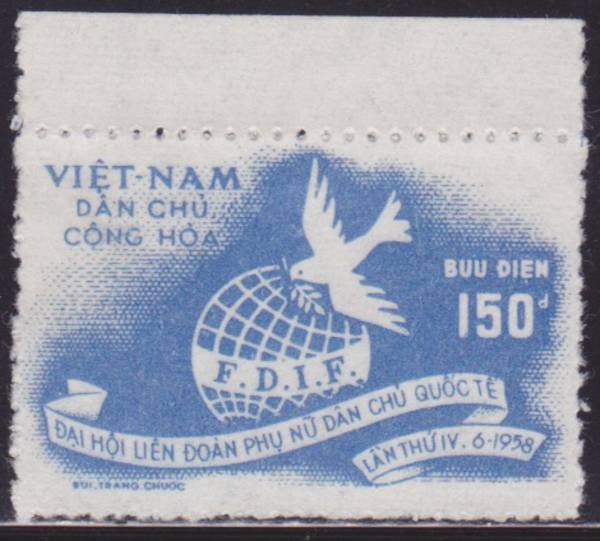 VIỆT-NAM
DÂN CHỦ
CỘNG HÒA
BƯU ĐIỆN
150đ
F.D.I.F.
ĐẠI HỘI LIÊN ĐOÀN PHỤ NỮ DÂN CHỦ QUỐC TẾ
LẦN THỨ IV. 6-1958
BÙI.TRANG CHƯỚC